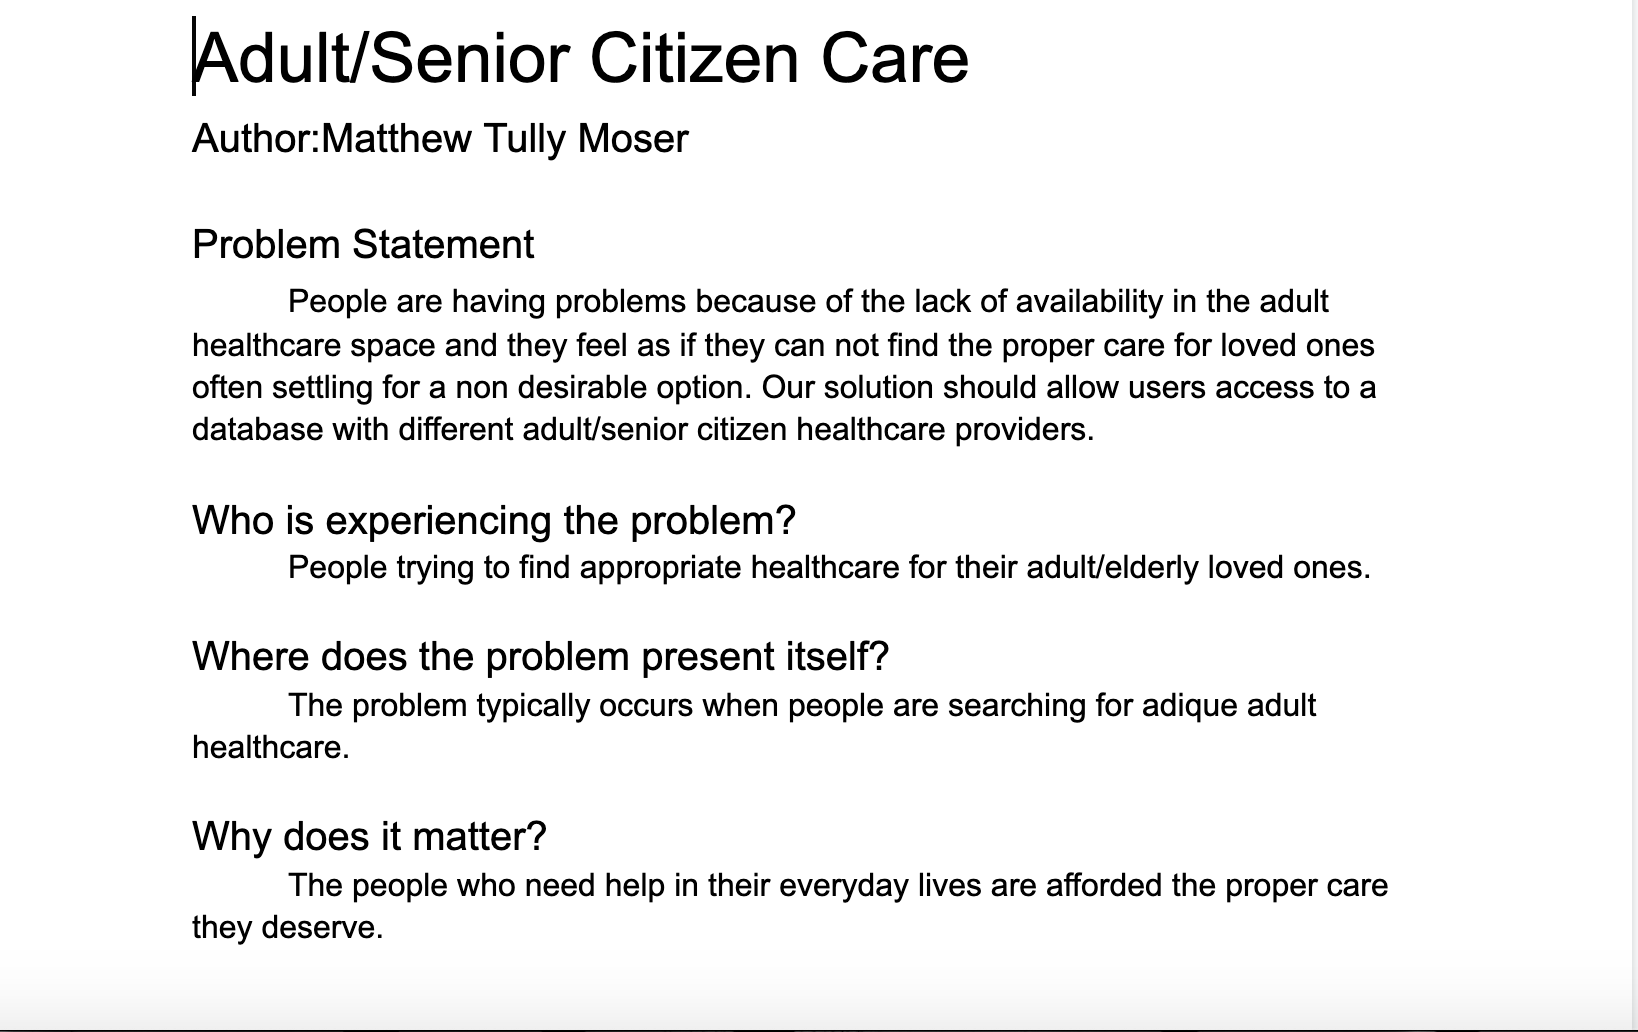 Adult/Senior Citizen Care
Author:Matthew Tully Moser
Problem Statement
People are having problems because of the lack of availability in the adult
healthcare space and they feel as if they can not find the proper care for loved ones
often settling for a non desirable option. Our solution should allow users access to a
database with different adult/senior citizen healthcare providers.
Who is experiencing the problem?
People trying to find appropriate healthcare for their adult/elderly loved ones.
Where does the problem present itself?
The problem typically occurs when people are searching for adique adult
healthcare.
Why does it matter?
The people who need help in their everyday lives are afforded the proper care
they deserve.